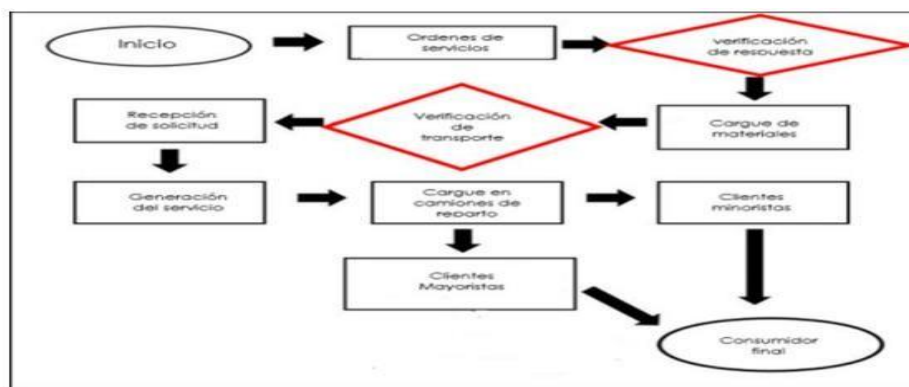 Inicio
Ordenes de
servicios
Verificación
de respuesta
Recepción
de solicitud
Verificación
de
transporte
Cargue de
materiales
Generación
del servicio
Cargue en
camiones de
reparto
Clientes
minoristas
Clientes
Mayoristas
Consumidor
final